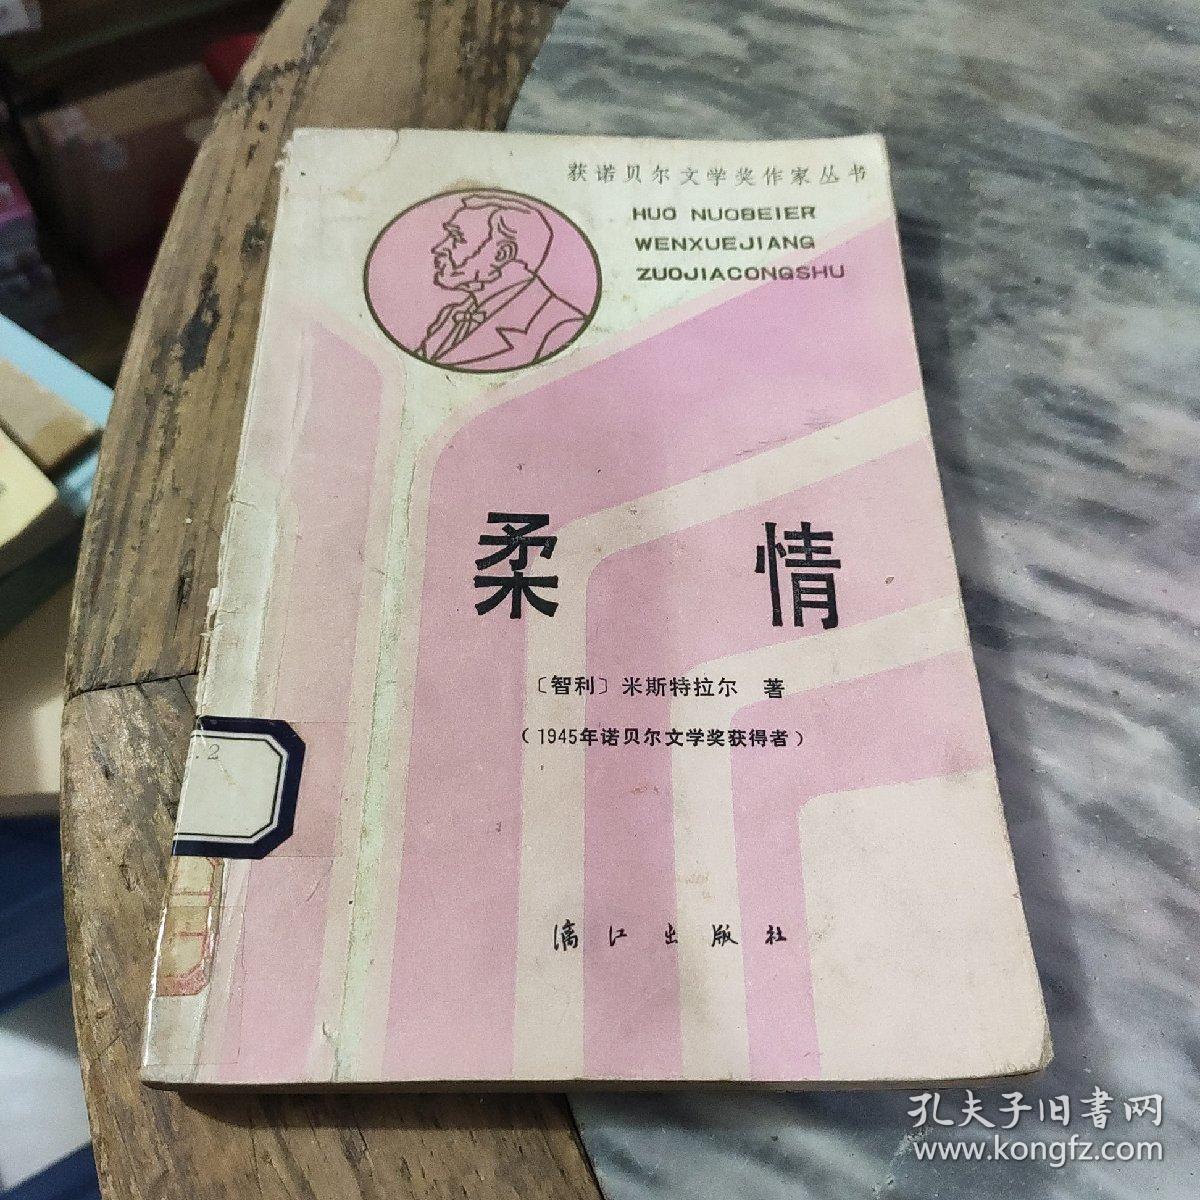 获诺贝尔文学奖作家丛书
HUO NUOBEIER
WENXUEJIANG
ZUOJIACONGSHU
柔情
〔智利〕米斯特拉尔 著
（1945年诺贝尔文学奖获得者）
.2
漓江出版社
孔夫子旧书网
www.kongfz.com